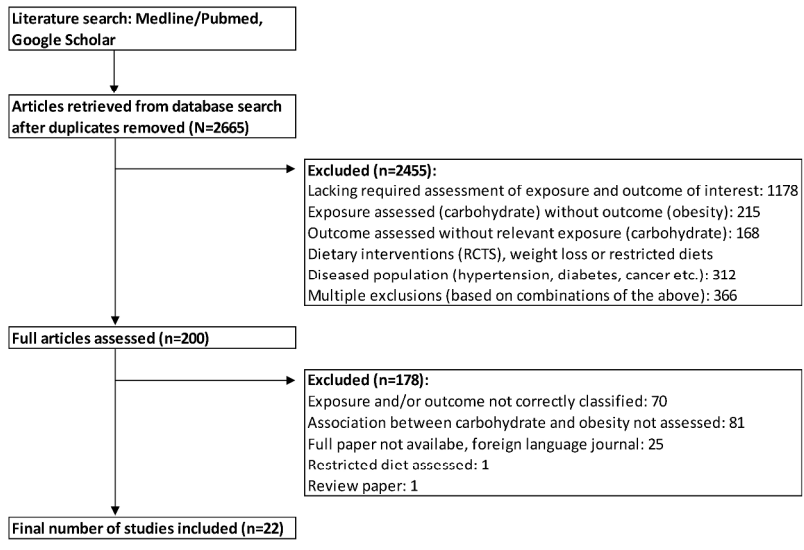 Literature search: Medline/Pubmed,
Google Scholar
Articles retrieved from database search
after duplicates removed (N=2665)
Excluded (n=2455):
Lacking required assessment of exposure and outcome of interest: 1178
Exposure assessed (carbohydrate) without outcome (obesity): 215
Outcome assessed without relevant exposure (carbohydrate): 168
Dietary interventions (RCTS), weight loss or restricted diets
Diseased population (hypertension, diabetes, cancer etc.): 312
Multiple exclusions (based on combinations of the above): 366
Full articles assessed (n=200)
Excluded (n=178):
Exposure and/or outcome not correctly classified: 70
Association between carbohydrate and obesity not assessed: 81
Full paper not availabe, foreign language journal: 25
Restricted diet assessed: 1
Review paper: 1
Final number of studies included (n=22)